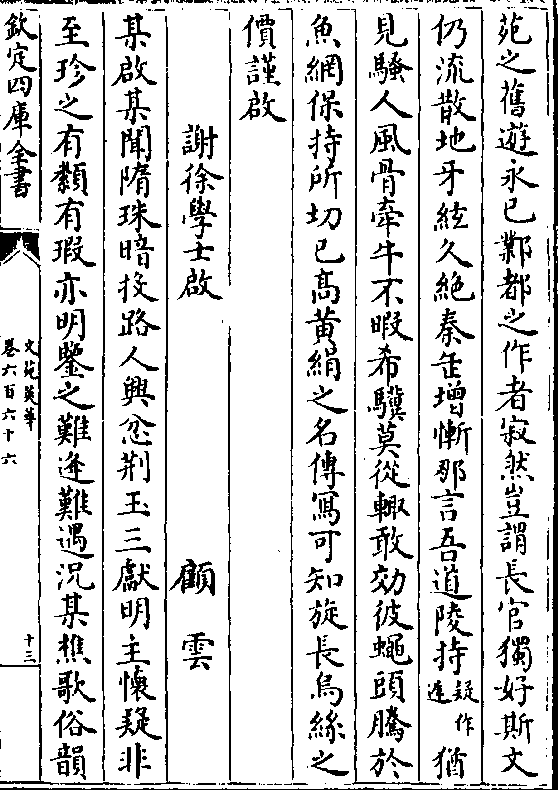 苑之舊遊永已鄴都之作者寂然豈謂長官獨好斯文
仍流散地牙絃久絶秦缶增慚那言吾道陵持疑作遲猶
見騷人風骨牽牛不暇希驥莫從輙敢効彼蠅頭騰於
魚網保持所切已髙黄絹之名傳寫可知旋長烏絲之
價謹啟
謝徐學士啟 顧雲
某啟某聞隋珠暗投路人興忿荆玉三獻明主懐疑非
至珍之有纇有瑕亦明鑒之難逢難遇况某樵歌俗韻
欽定四庫全書
文苑英華
卷六百六十六
十三